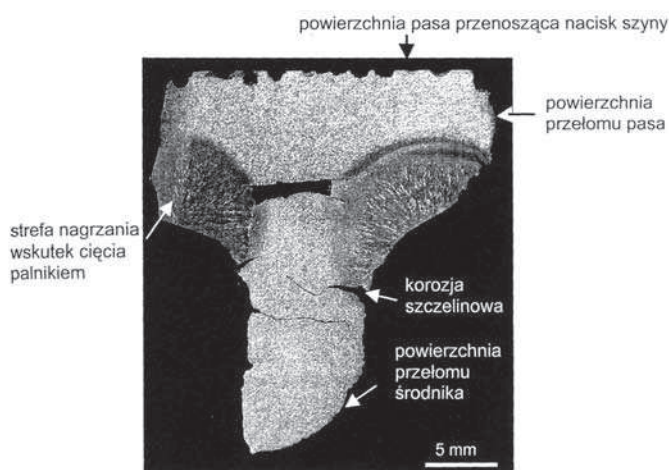 powierzchnia pasa przenosząca nacisk szyny
powierzchnia
przełomu pasa
strefa nagrzania
wskutek cięcia
palnikiem
korozja
szczelinowa
powierzchnia
przełomu
środnika
5 mm